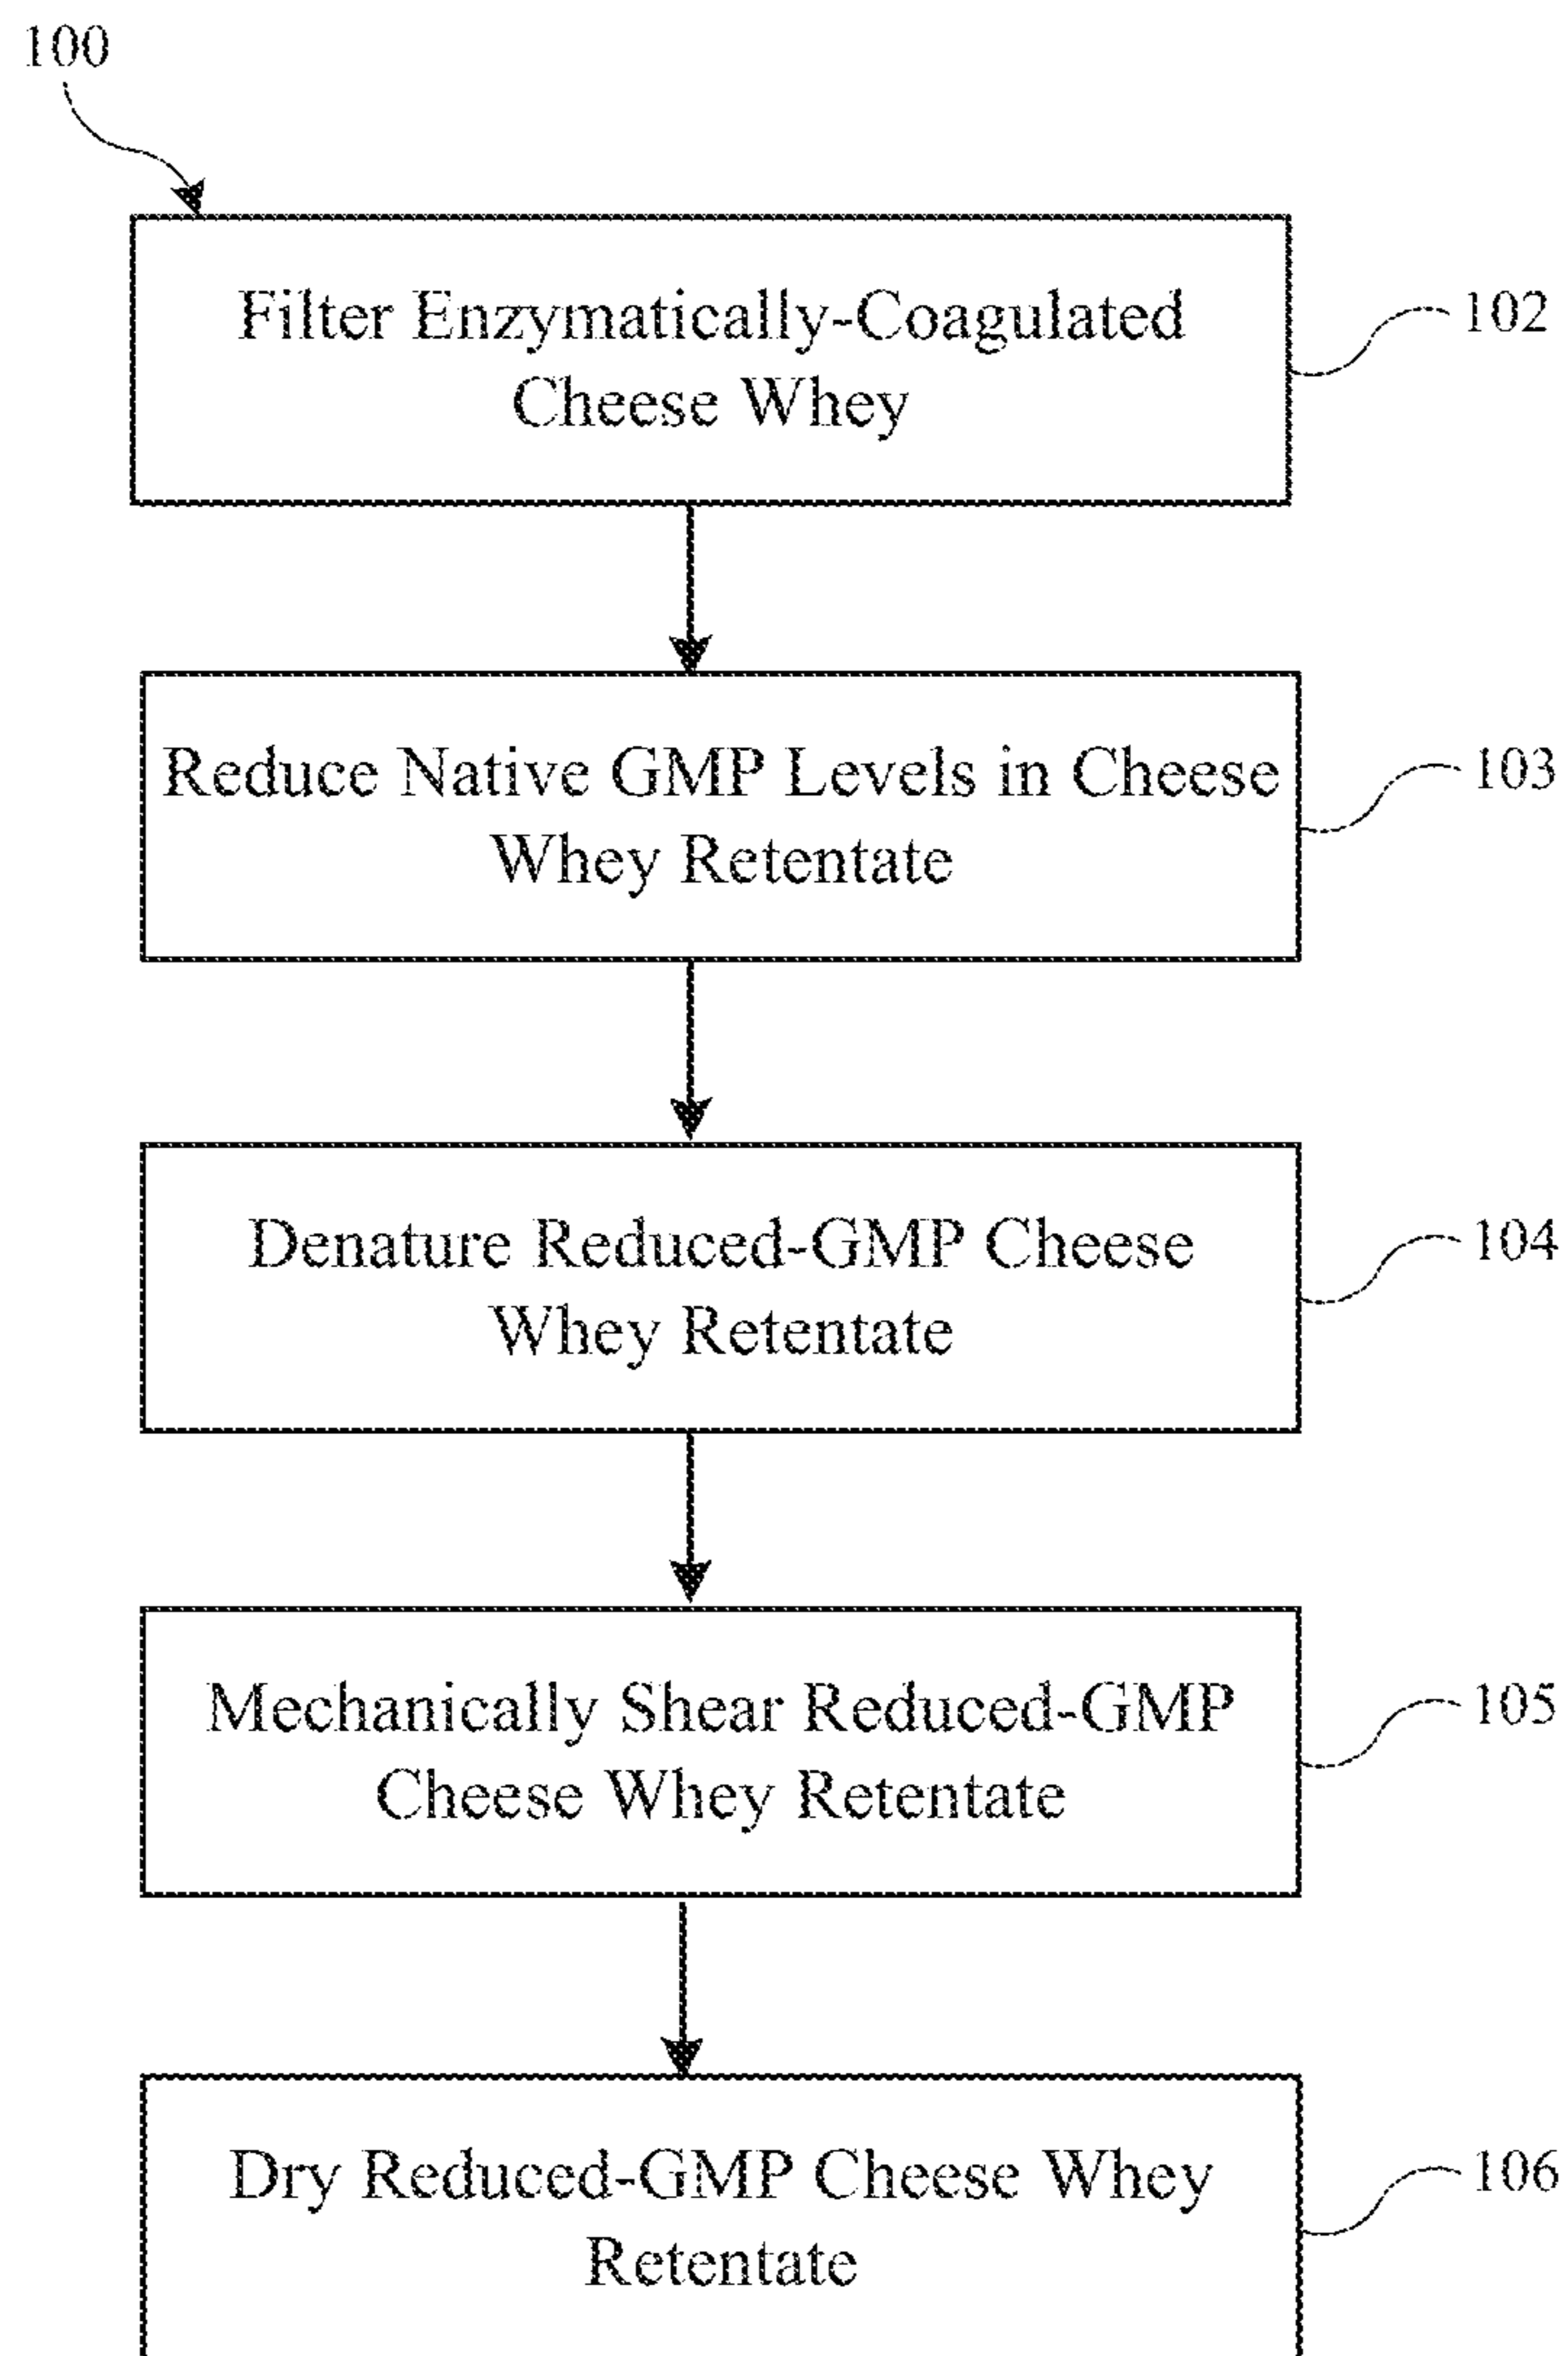 100
Filter Enzymatically-Coagulated
Cheese Whey
102
Reduce Native GMP Levels in Cheese
Whey Retentate
103
Denature Reduced-GMP Cheese
Whey Retentate
104
Mechanically Shear Reduced-GMP
Cheese Whey Retentate
105
Dry Reduced-GMP Cheese Whey
Retentate
106